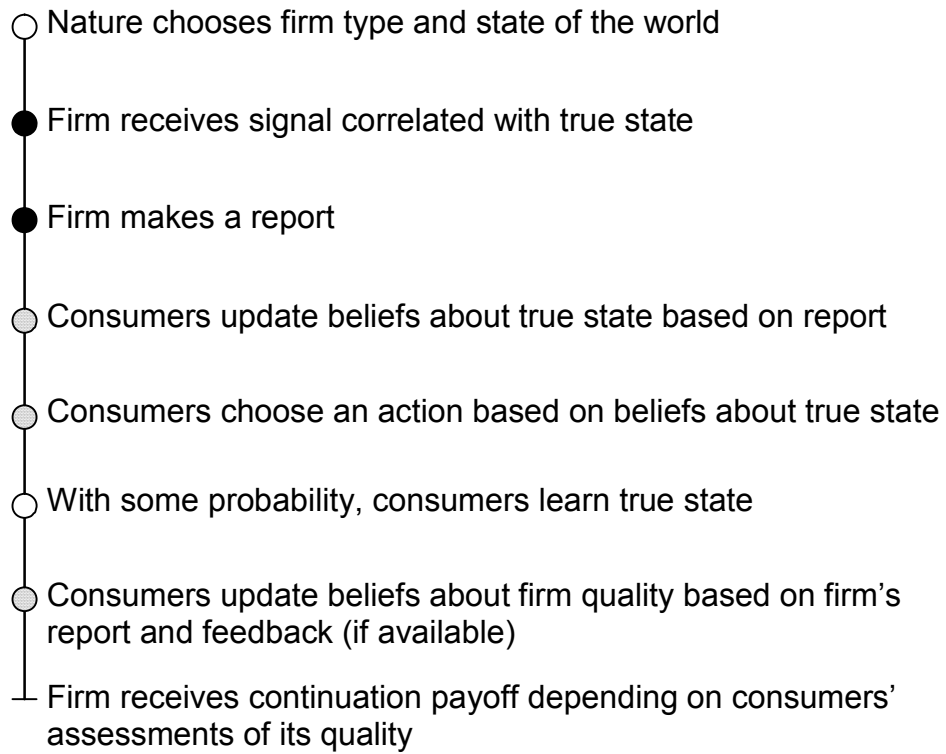 Nature chooses firm type and state of the world
Firm receives signal correlated with true state
Firm makes a report
Consumers update beliefs about true state based on report
Consumers choose an action based on beliefs about true state
With some probability, consumers learn true state
Consumers update beliefs about firm quality based on firm’s
report and feedback (if available)
Firm receives continuation payoff depending on consumers’
assessments of its quality